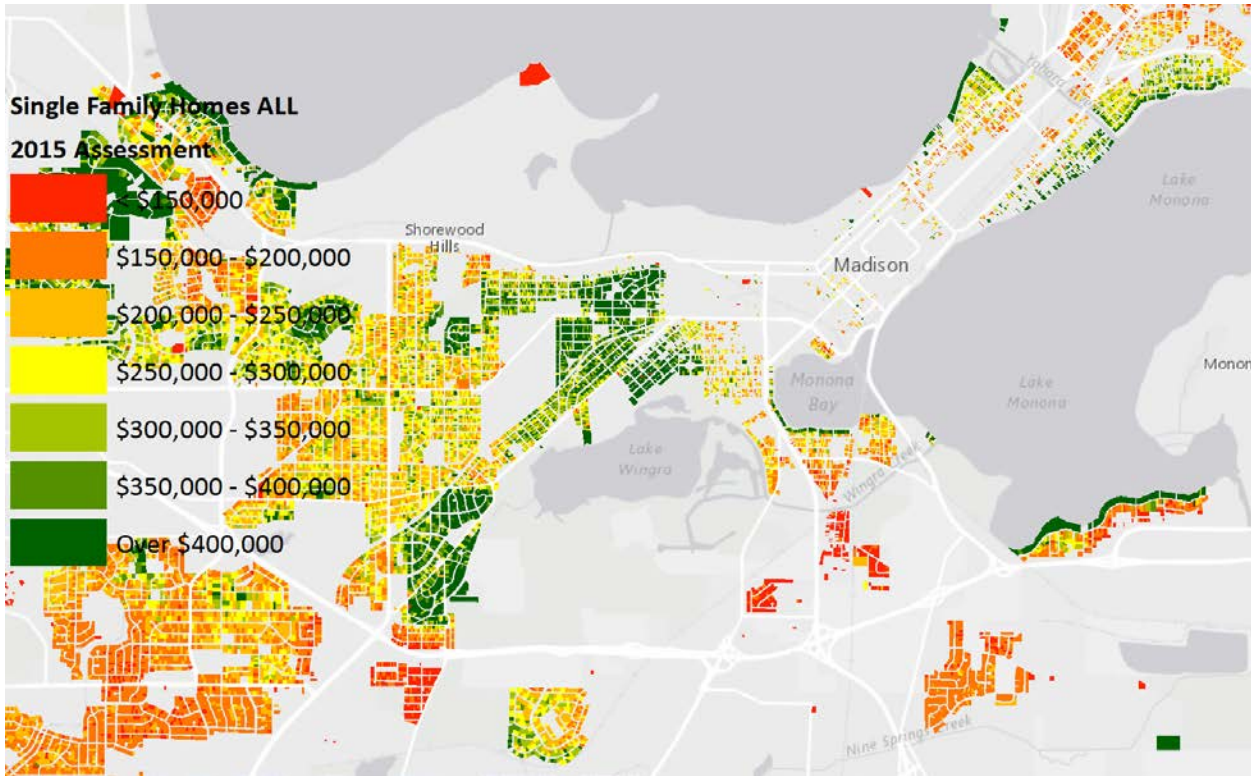 Single Family Homes ALL
2015 Assessment
< $150,000
$150,000 - $200,000
$200,000 - $250,000
$250,000 - $300,000
$300,000 - $350,000
$350,000 - $400,000
Over $400,000
Shorewood
Hills
Madison
Yahara
Lake
Monona
Monona
Bay
Lake
Monona
Monon
Lake
Wingra
Wingra Creek
Nine Springs Creek